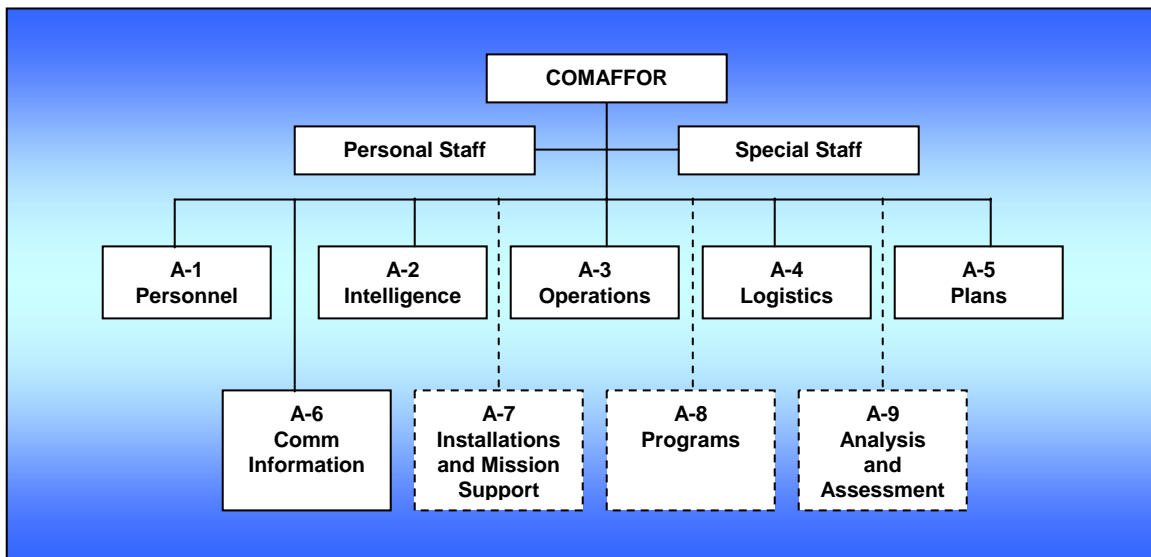 COMAFFOR
Personal Staff
Special Staff
A-1
Personnel
A-2
Intelligence
A-3
Operations
A-4
Logistics
A-5
Plans
A-6
Comm
Information
A-7
Installations
and Mission
Support
A-8
Programs
A-9
Analysis
and
Assessment